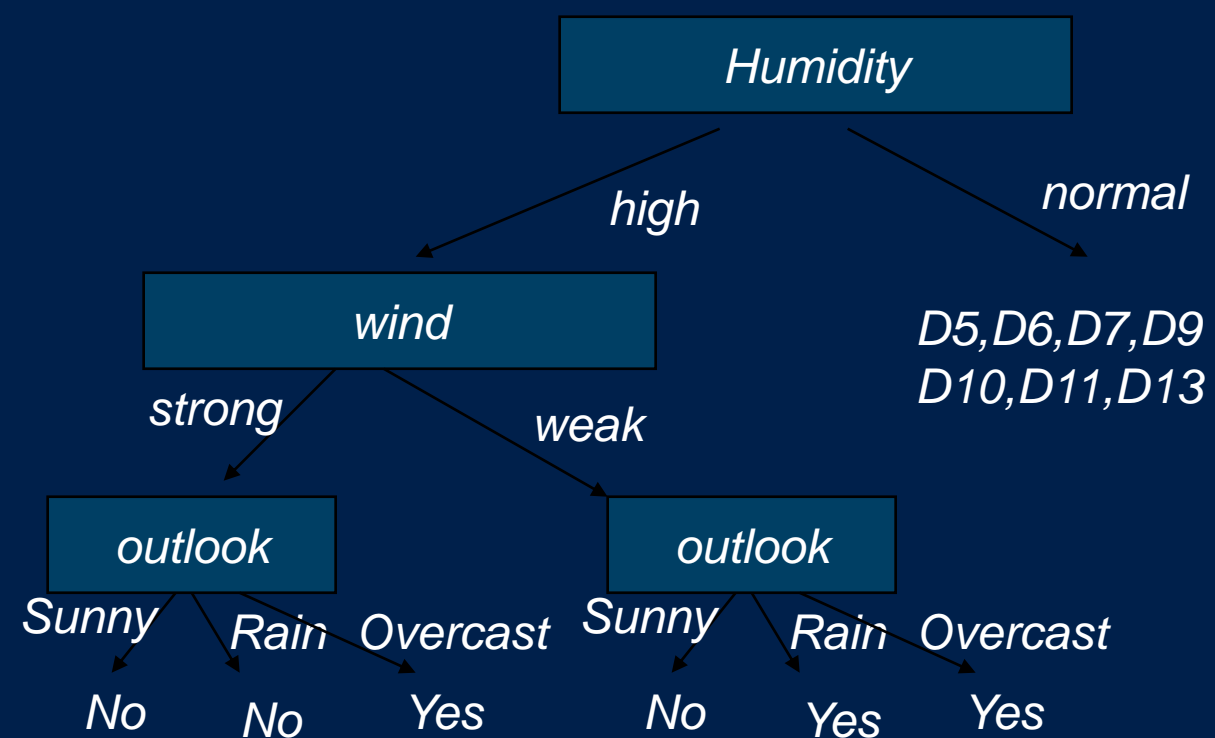 Humidity
high
normal
wind
D5,D6,D7,D9
D10,D11,D13
strong
weak
outlook
outlook
Sunny
Rain
Overcast
Sunny
Rain
Overcast
No
No
Yes
No
Yes
Yes